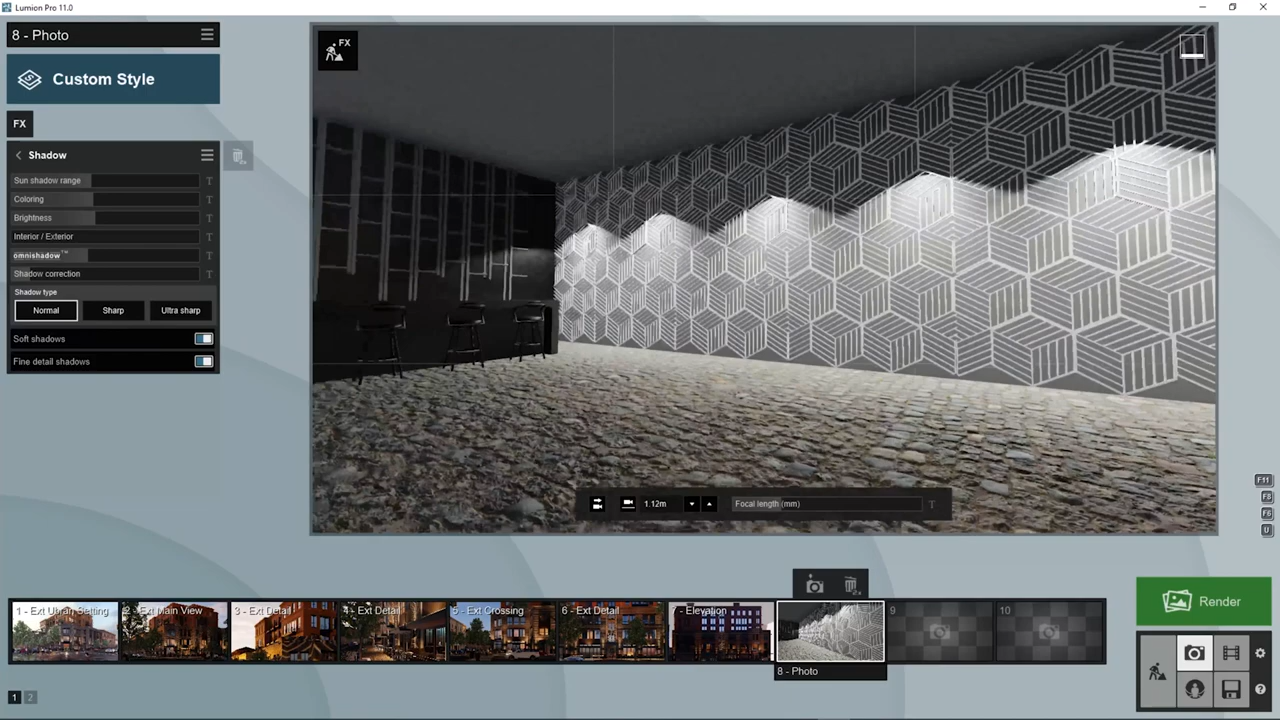 Lumion Pro 11.0
8 - Photo
Custom Style
FX
FX
Shadow
Sun shadow range T
Coloring T
Brightness T
Interior / Exterior T
omnishadow™ T
Shadow correction T
Shadow type
Normal Sharp Ultra sharp
Soft shadows
Fine detail shadows
1.12m Focal length (mm) T
F11
F8
U
1 - Ext Urban Setting 2 - Ext Main View 3 - Ext Detail 4 - Ext Detail 5 - Ext Crossing 6 - Ext Detail 7 - Elevation 9 10
8 - Photo
Render
1 2